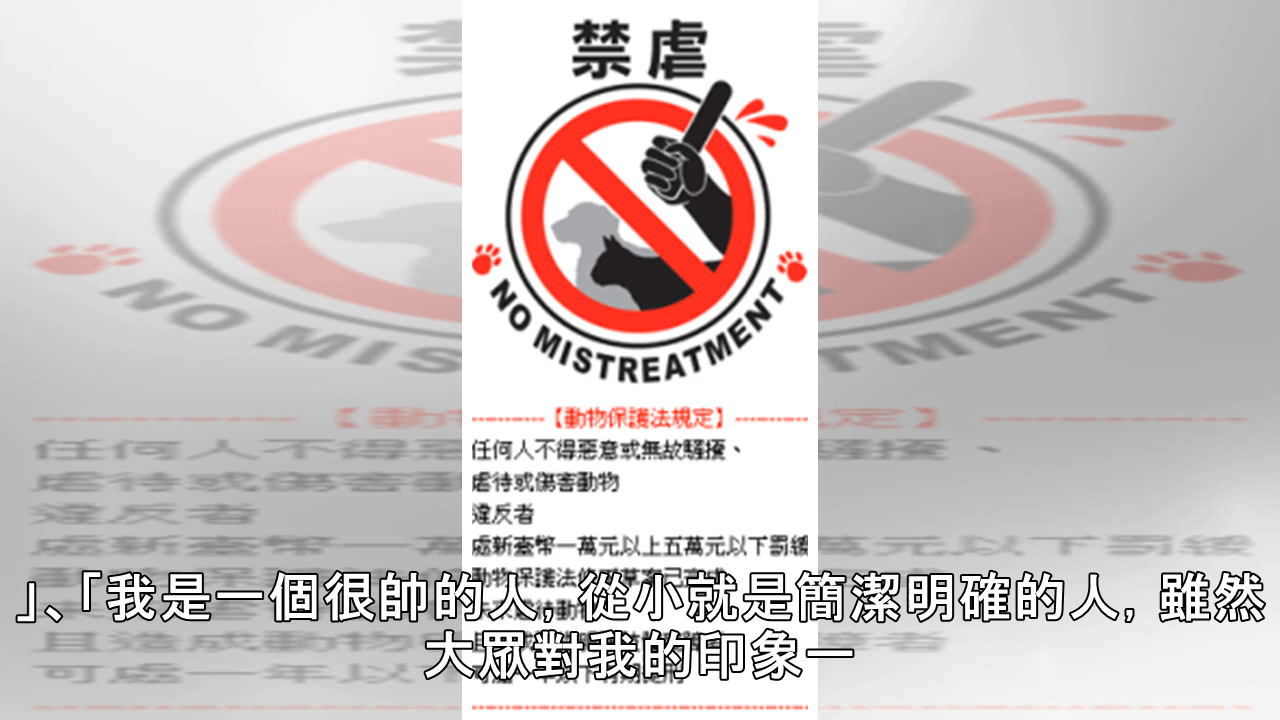 禁虐
NO MISTREATMENT
【動物保護法規定】
任何人不得惡意或無故騷擾、
虐待或傷害動物
違反者
處新臺幣一萬元以上五萬元以下罰鍰
」、「我是一個很帥的人, 從小就是簡潔明確的人, 雖然
大眾對我的印象一